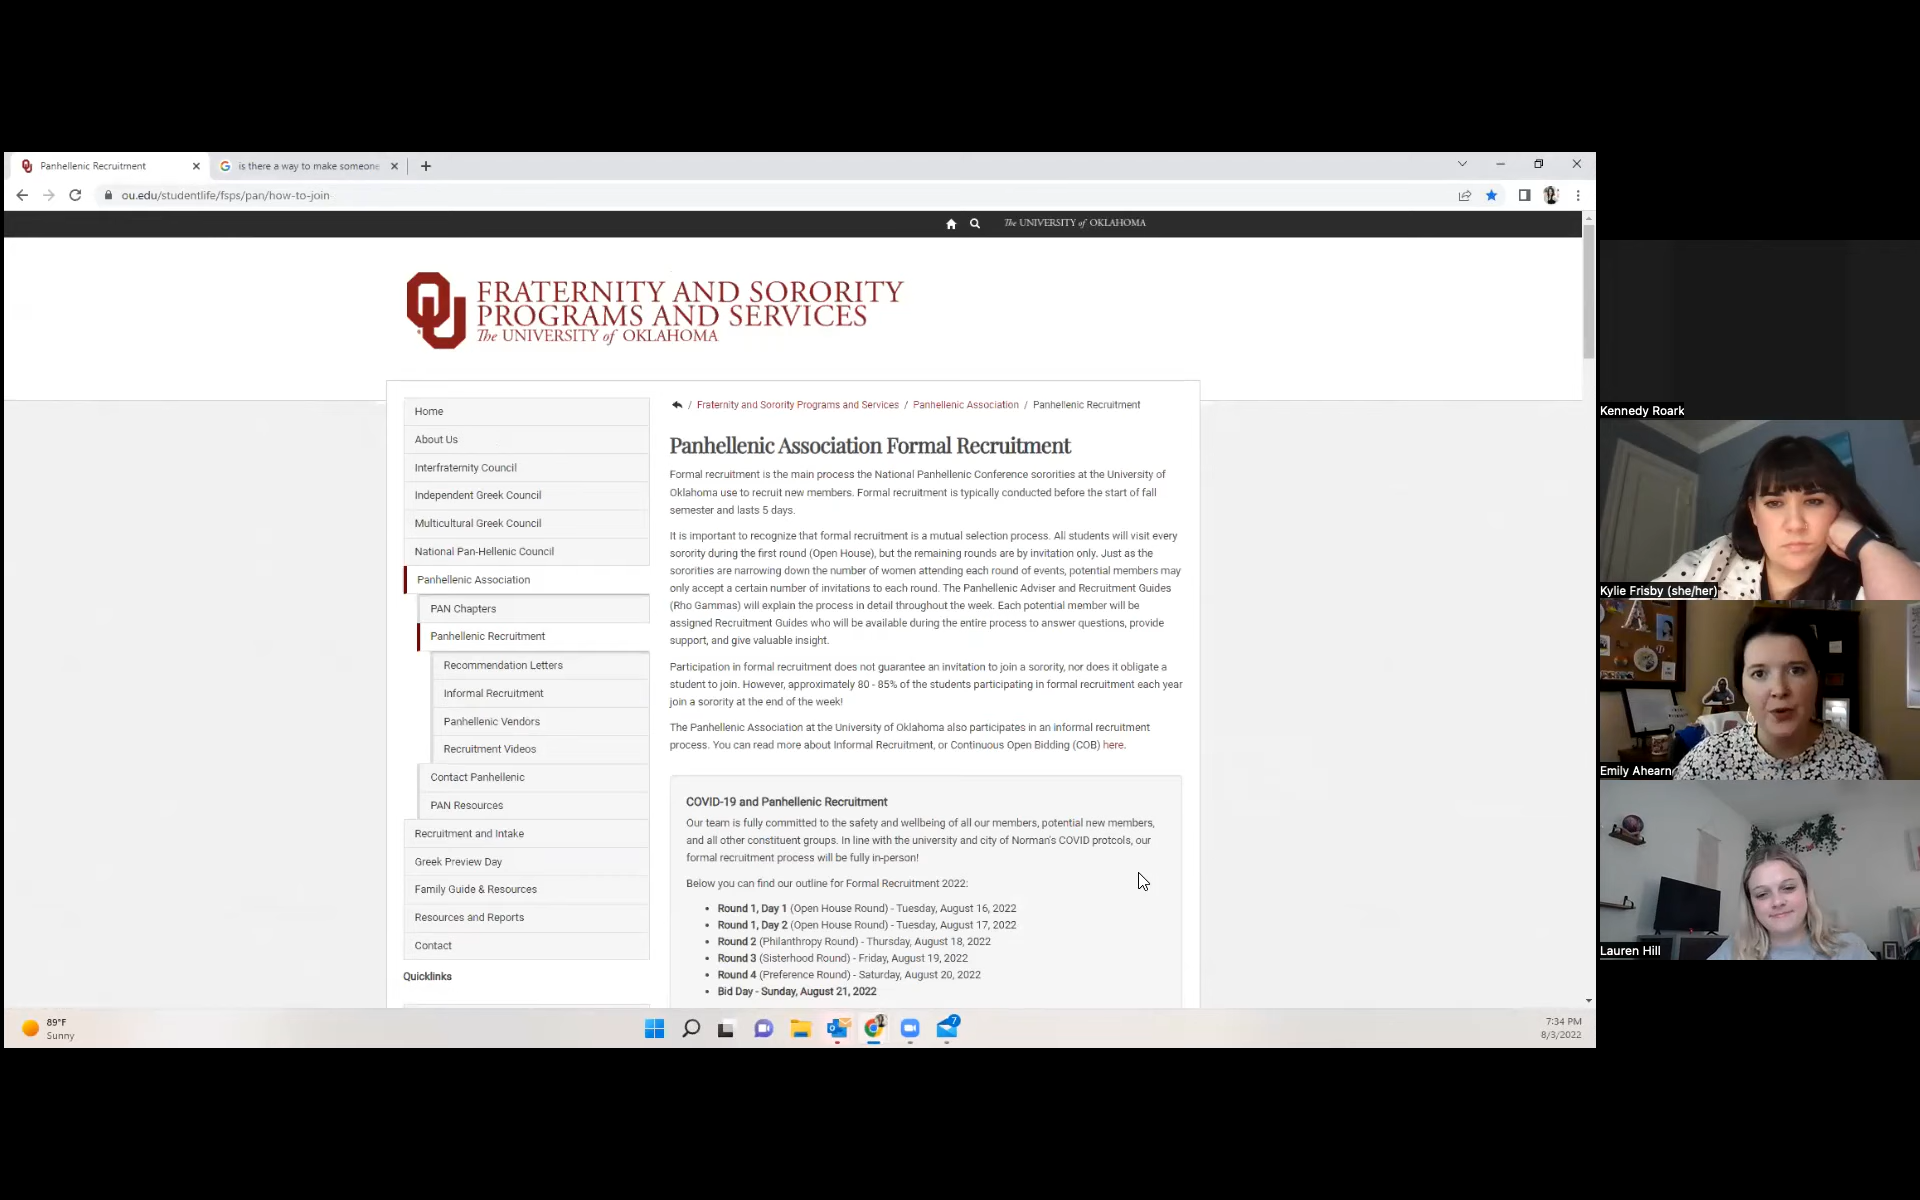 Panhellenic Recruitment
is there a way to make someone
ou.edu/studentlife/fsps/pan/how-to-join
The UNIVERSITY of OKLAHOMA
OU
FRATERNITY AND SORORITY
PROGRAMS AND SERVICES
The UNIVERSITY of OKLAHOMA
Home
About Us
Interfraternity Council
Independent Greek Council
Multicultural Greek Council
National Pan-Hellenic Council
Panhellenic Association
PAN Chapters
Panhellenic Recruitment
Recommendation Letters
Informal Recruitment
Panhellenic Vendors
Recruitment Videos
Contact Panhellenic
PAN Resources
Recruitment and Intake
Greek Preview Day
Family Guide & Resources
Resources and Reports
Contact
Quicklinks
/ Fraternity and Sorority Programs and Services / Panhellenic Association / Panhellenic Recruitment
Panhellenic Association Formal Recruitment
Formal recruitment is the main process the National Panhellenic Conference sororities at the University of
Oklahoma use to recruit new members. Formal recruitment is typically conducted before the start of fall
semester and lasts 5 days.
It is important to recognize that formal recruitment is a mutual selection process. All students will visit every
sorority during the first round (Open House), but the remaining rounds are by invitation only. Just as the
sororities are narrowing down the number of women attending each round of events, potential members may
only accept a certain number of invitations to each round. The Panhellenic Adviser and Recruitment Guides
(Rho Gammas) will explain the process in detail throughout the week. Each potential member will be
assigned Recruitment Guides who will be available during the entire process to answer questions, provide
support, and give valuable insight.
Participation in formal recruitment does not guarantee an invitation to join a sorority, nor does it obligate a
student to join. However, approximately 80 - 85% of the students participating in formal recruitment each year
join a sorority at the end of the week!
The Panhellenic Association at the University of Oklahoma also participates in an informal recruitment
process. You can read more about Informal Recruitment, or Continuous Open Bidding (COB) here.
COVID-19 and Panhellenic Recruitment
Our team is fully committed to the safety and wellbeing of all our members, potential new members,
and all other constituent groups. In line with the university and city of Norman's COVID protcols, our
formal recruitment process will be fully in-person!
Below you can find our outline for Formal Recruitment 2022:
• Round 1, Day 1 (Open House Round) - Tuesday, August 16, 2022
• Round 1, Day 2 (Open House Round) - Tuesday, August 17, 2022
• Round 2 (Philanthropy Round) - Thursday, August 18, 2022
• Round 3 (Sisterhood Round) - Friday, August 19, 2022
• Round 4 (Preference Round) - Saturday, August 20, 2022
• Bid Day - Sunday, August 21, 2022
89°F
Sunny
7
7:34 PM
8/3/2022
Kennedy Roark
Kylie Frisby (she/her)
A
Emily Ahearn
Lauren Hill